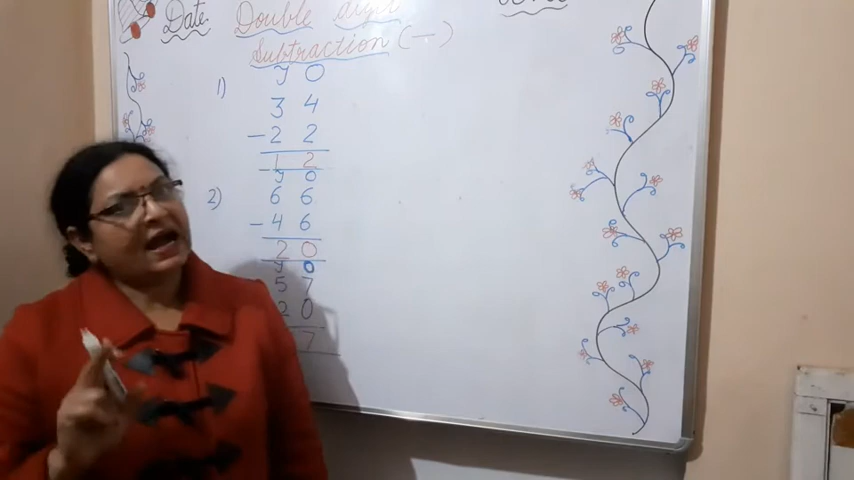 Date. Double Digit
Subtraction (-)
1) y O
3 4
- 2 2
1 2
2) y O
6 6
- 4 6
2 0
y O
5 7
2 0
7